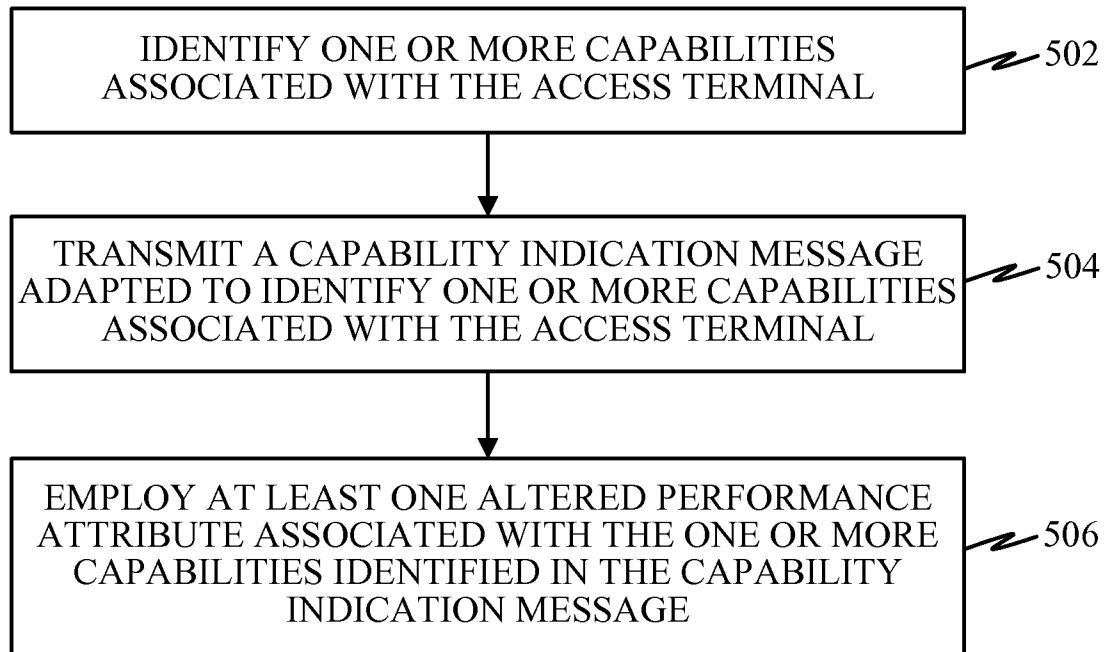 IDENTIFY ONE OR MORE CAPABILITIES
ASSOCIATED WITH THE ACCESS TERMINAL
502
TRANSMIT A CAPABILITY INDICATION MESSAGE
ADAPTED TO IDENTIFY ONE OR MORE CAPABILITIES
ASSOCIATED WITH THE ACCESS TERMINAL
504
EMPLOY AT LEAST ONE ALTERED PERFORMANCE
ATTRIBUTE ASSOCIATED WITH THE ONE OR MORE
CAPABILITIES IDENTIFIED IN THE CAPABILITY
INDICATION MESSAGE
506